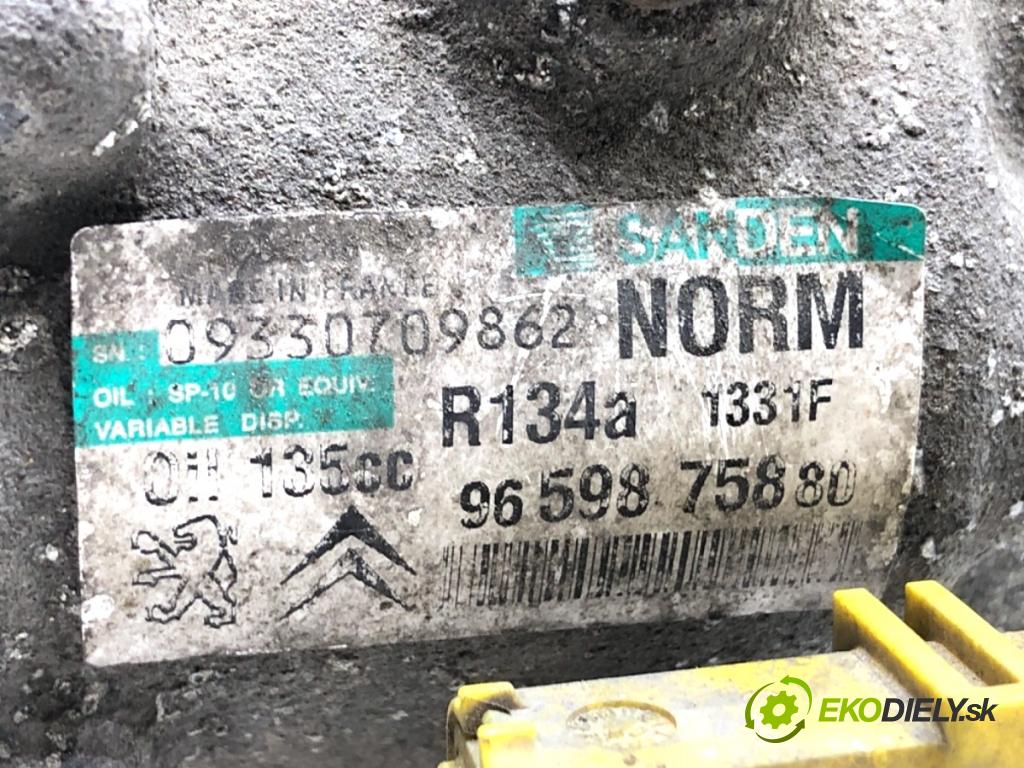 SANDEN
MADE IN FRANCE
SN : 09330709862 NORM
OIL : SP-10 OR EQUIV.
VARIABLE DISP.
R134a 1331F
Oil 135cc
96 598 758 80
EKODIELY.sk